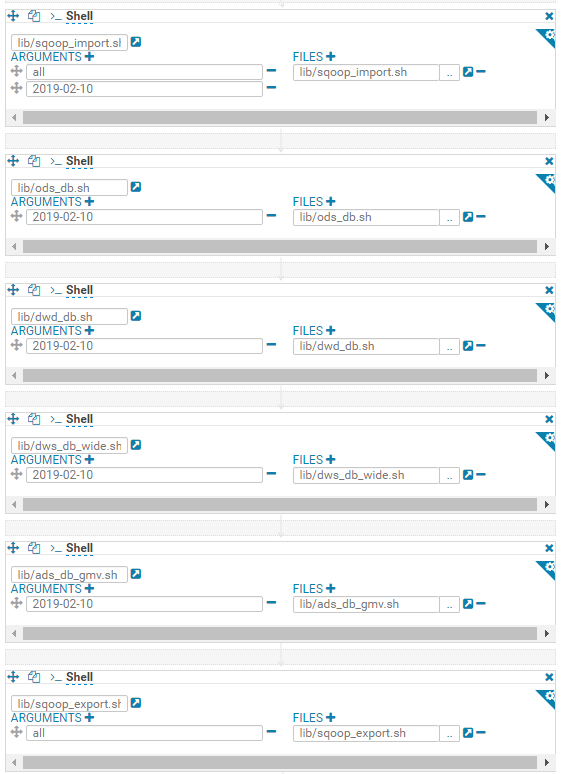 >_ Shell
lib/sqoop_import.sh
ARGUMENTS
FILES
all
lib/sqoop_import.sh
..
2019-02-10
>_ Shell
lib/ods_db.sh
ARGUMENTS
FILES
2019-02-10
lib/ods_db.sh
..
>_ Shell
lib/dwd_db.sh
ARGUMENTS
FILES
2019-02-10
lib/dwd_db.sh
..
>_ Shell
lib/dws_db_wide.sh
ARGUMENTS
FILES
2019-02-10
lib/dws_db_wide.sh
..
>_ Shell
lib/ads_db_gmv.sh
ARGUMENTS
FILES
2019-02-10
lib/ads_db_gmv.sh
..
>_ Shell
lib/sqoop_export.sh
ARGUMENTS
FILES
all
lib/sqoop_export.sh
..